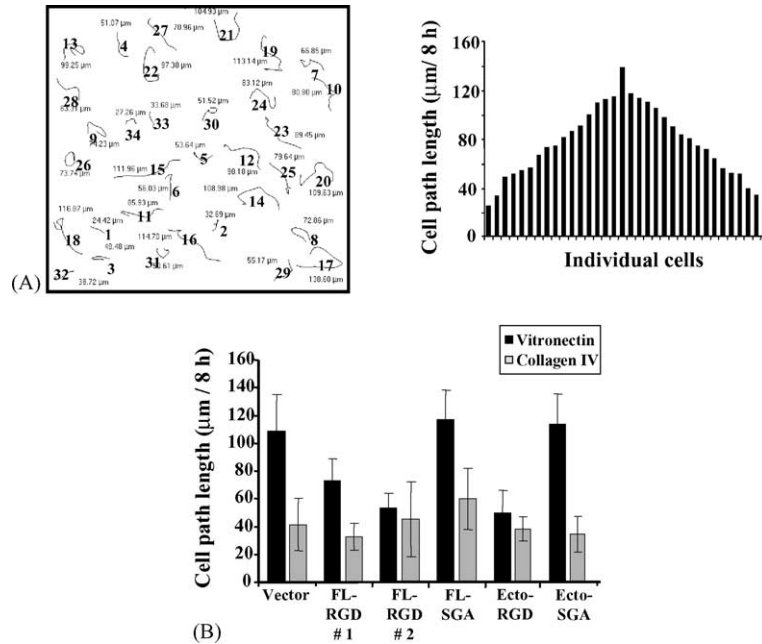 104.93 µm
51.07 µm 27 78.96 µm
13 4 21 19
99.25 µm 22 97.38 µm 113.14 µm 66.85 µm
7
28 83.12 µm 10
27.26 µm 33.68 µm 51.52 µm 24 80.90 µm
34 33 30 23
9 89.45 µm
26 53.64 µm 5 12 79.64 µm
73.74 µm 111.96 µm 15 90.10 µm 25 20
58.03 µm 6 108.98 µm 109.63 µm
116.87 µm 85.93 µm 14
24.42 µm 11 32.89 µm 72.86 µm
18 1 114.70 µm 16 2 8
48.48 µm
32 3 31 55.17 µm 29 17
38.72 µm 138.60 µm
(A)
Cell path length (µm/ 8 h)
160
120
80
40
0
Individual cells
Vitronectin
Collagen IV
Cell path length (µm / 8 h)
160
140
120
100
80
60
40
20
0
Vector FL- FL- FL- Ecto- Ecto-
RGD RGD SGA RGD SGA
# 1 # 2
(B)